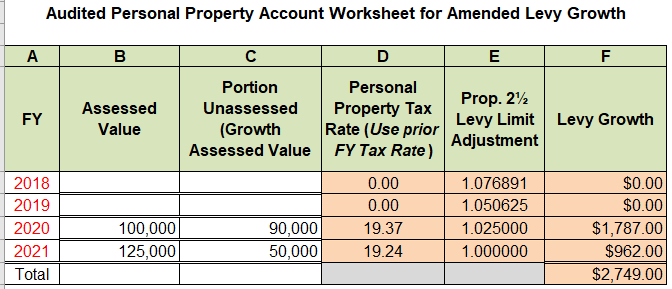 Audited Personal Property Account Worksheet for Amended Levy Growth
A B C D E F
FY Assessed Value Portion Unassessed (Growth Assessed Value Personal Property Tax Rate (Use prior FY Tax Rate) Prop. 2½ Levy Limit Adjustment Levy Growth
2018 0.00 1.076891 $0.00
2019 0.00 1.050625 $0.00
2020 100,000 90,000 19.37 1.025000 $1,787.00
2021 125,000 50,000 19.24 1.000000 $962.00
Total $2,749.00